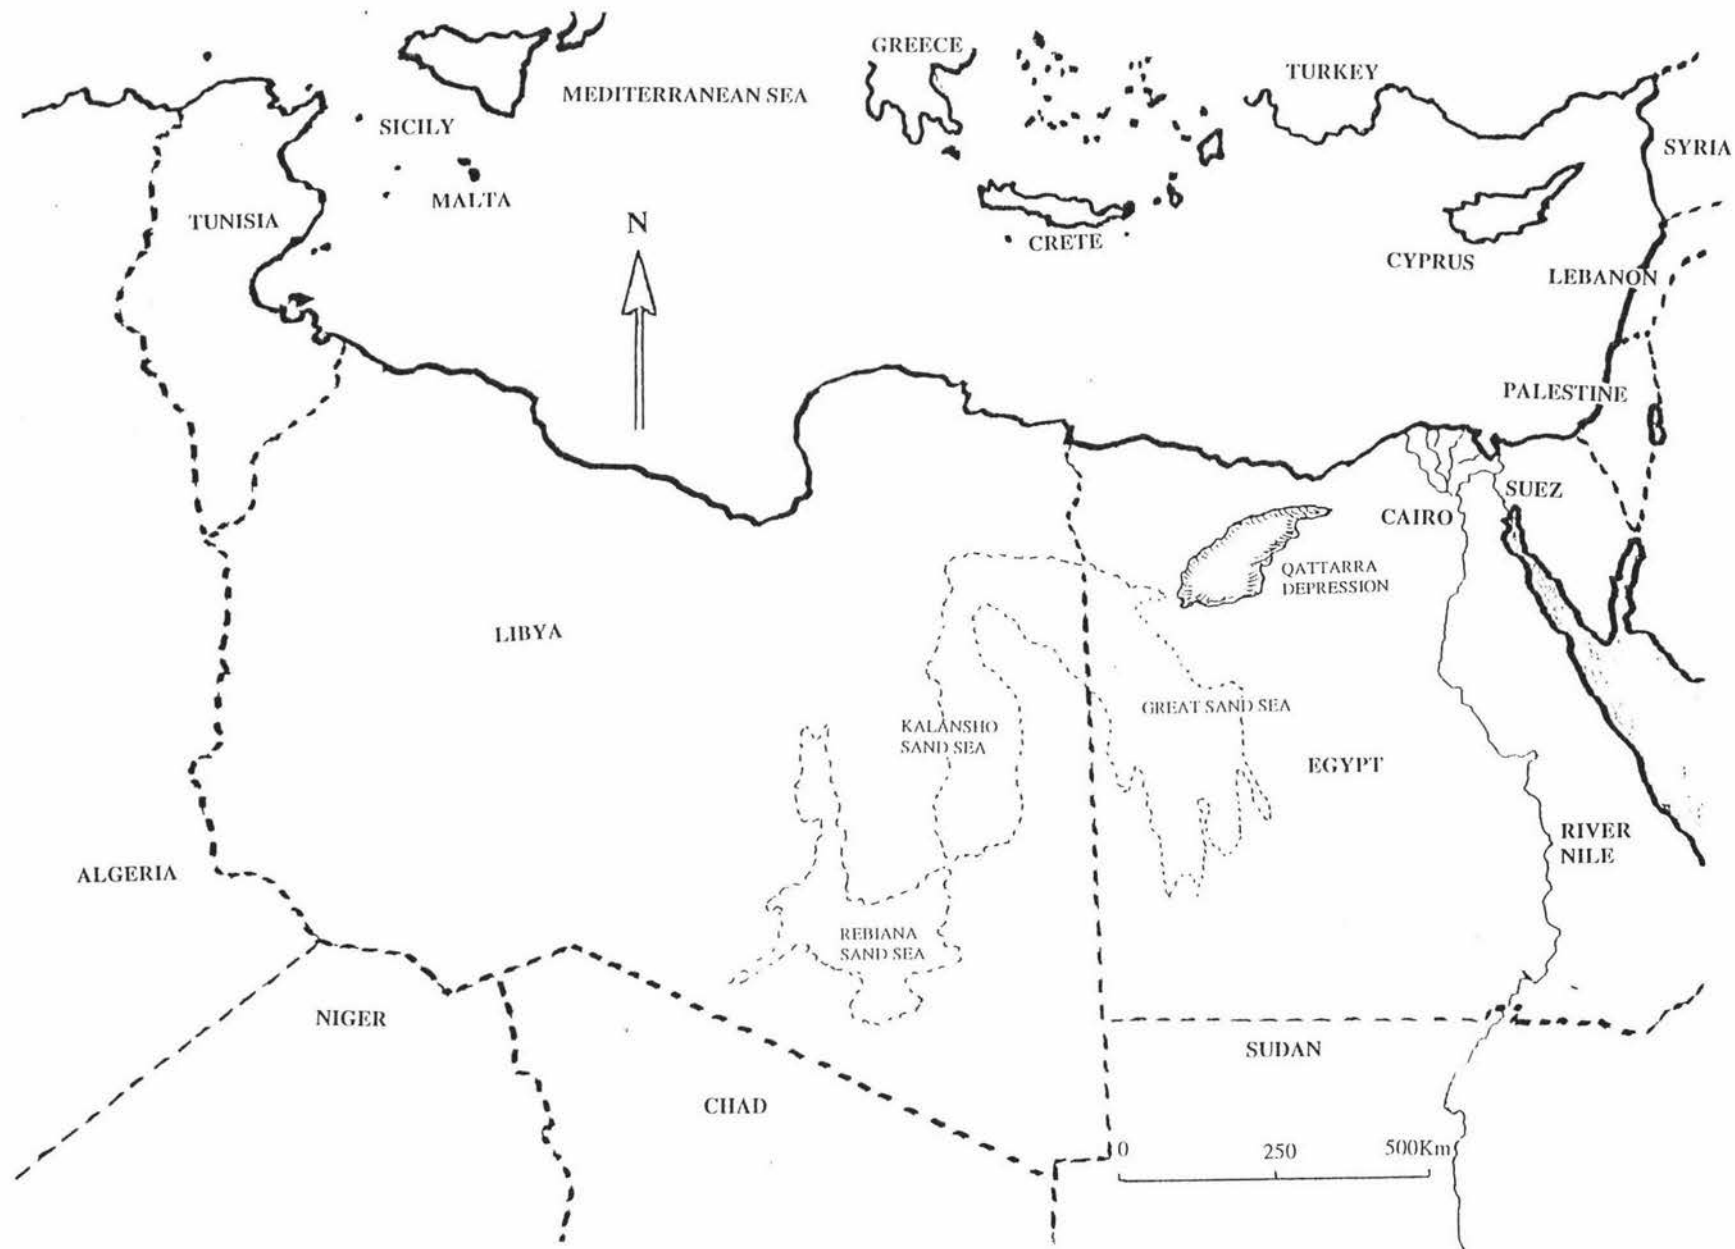 GREECE
TURKEY
MEDITERRANEAN SEA
SICILY
SYRIA
MALTA
TUNISIA
N
CRETE
CYPRUS
LEBANON
PALESTINE
SUEZ
CAIRO
QATTARRA
DEPRESSION
LIBYA
GREAT SAND SEA
KALANSHO
SAND SEA
EGYPT
RIVER
NILE
ALGERIA
REBIANA
SAND SEA
NIGER
SUDAN
CHAD
0 250 500Km